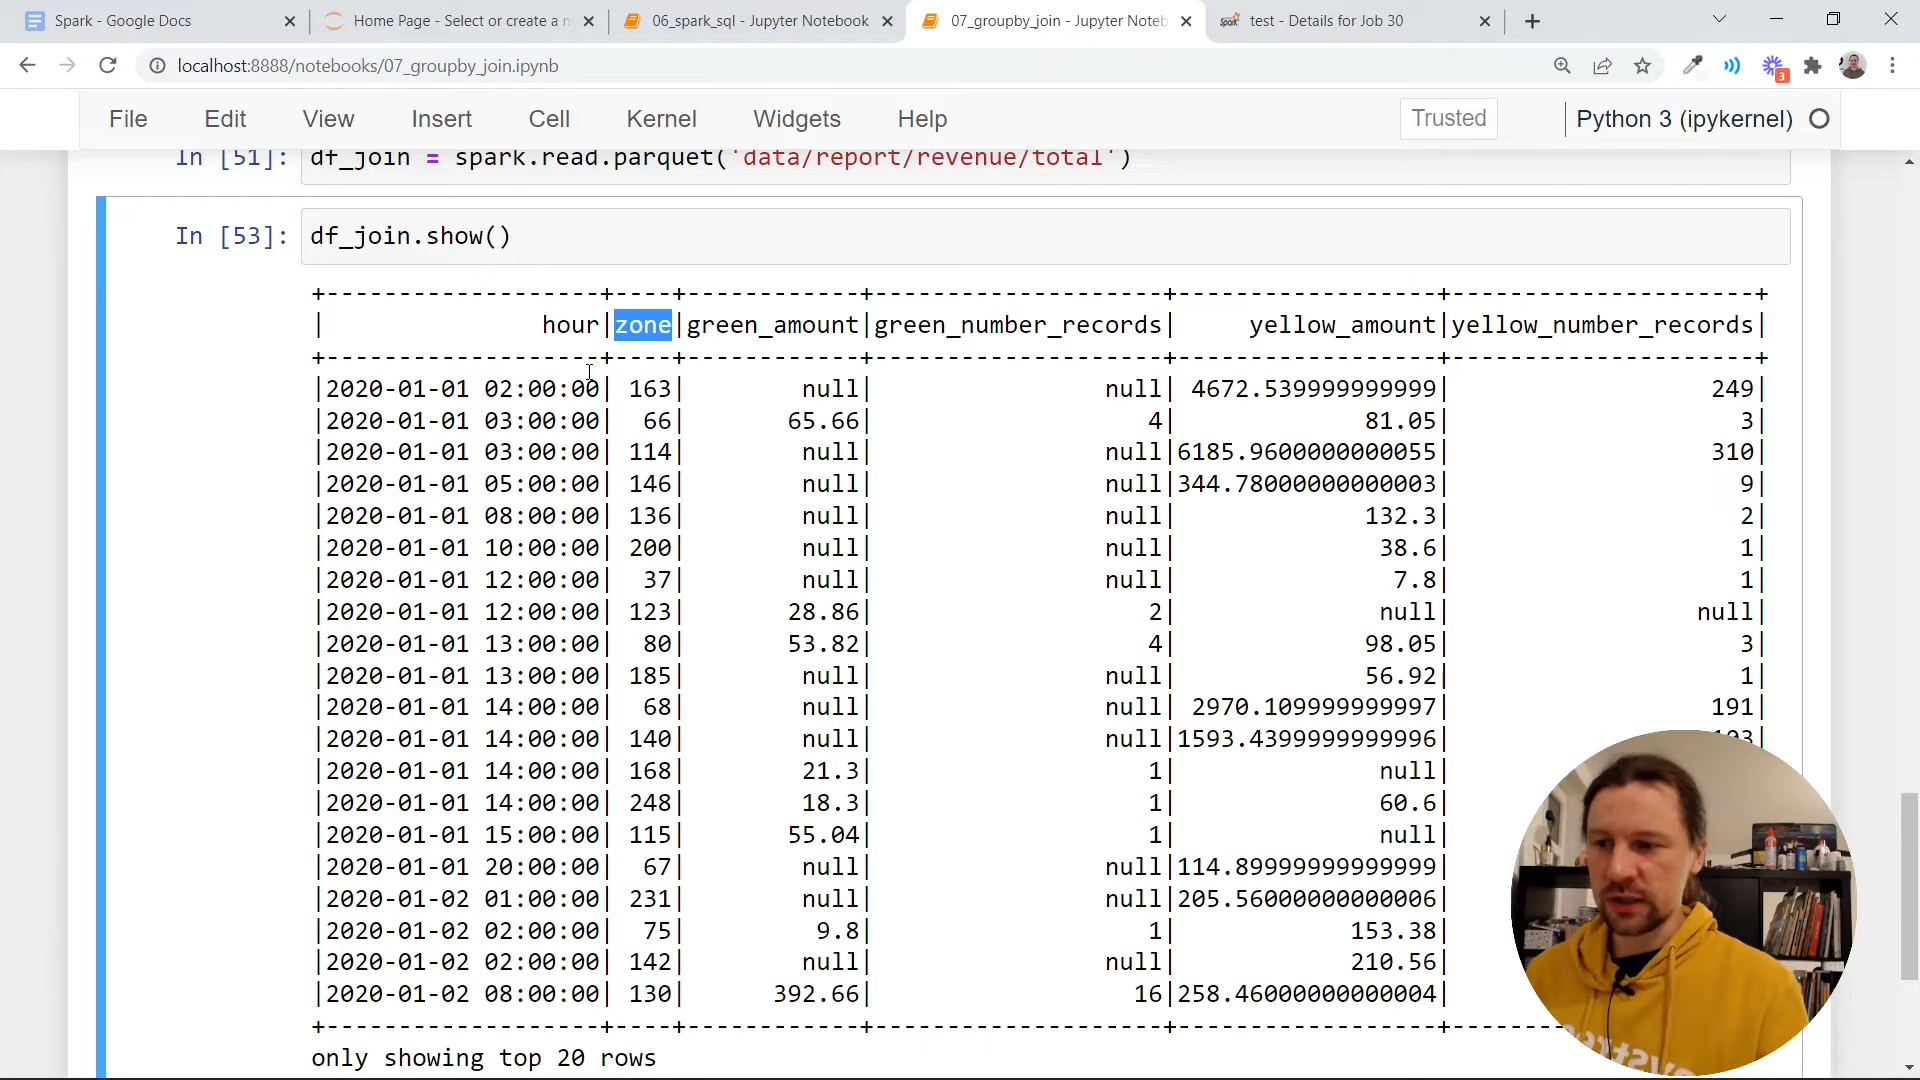 Spark - Google Docs
Home Page - Select or create a n
06_spark_sql - Jupyter Notebook
07_groupby_join - Jupyter Noteb
test - Details for Job 30
localhost:8888/notebooks/07_groupby_join.ipynb
3
File Edit View Insert Cell Kernel Widgets Help Trusted Python 3 (ipykernel)
In [51]: df_join = spark.read.parquet('data/report/revenue/total')
In [53]: df_join.show()
+-------------------+----+------------+--------------------+------------------+---------------------+
| hour|zone|green_amount|green_number_records| yellow_amount|yellow_number_records|
+-------------------+----+------------+--------------------+------------------+---------------------+
|2020-01-01 02:00:00| 163| null| null| 4672.539999999999| 249|
|2020-01-01 03:00:00| 66| 65.66| 4| 81.05| 3|
|2020-01-01 03:00:00| 114| null| null|6185.9600000000055| 310|
|2020-01-01 05:00:00| 146| null| null|344.78000000000003| 9|
|2020-01-01 08:00:00| 136| null| null| 132.3| 2|
|2020-01-01 10:00:00| 200| null| null| 38.6| 1|
|2020-01-01 12:00:00| 37| null| null| 7.8| 1|
|2020-01-01 12:00:00| 123| 28.86| 2| null| null|
|2020-01-01 13:00:00| 80| 53.82| 4| 98.05| 3|
|2020-01-01 13:00:00| 185| null| null| 56.92| 1|
|2020-01-01 14:00:00| 68| null| null| 2970.109999999997| 191|
|2020-01-01 14:00:00| 140| null| null|1593.4399999999996|
|2020-01-01 14:00:00| 168| 21.3| 1| null|
|2020-01-01 14:00:00| 248| 18.3| 1| 60.6|
|2020-01-01 15:00:00| 115| 55.04| 1| null|
|2020-01-01 20:00:00| 67| null| null|114.89999999999999|
|2020-01-02 01:00:00| 231| null| null|205.56000000000006|
|2020-01-02 02:00:00| 75| 9.8| 1| 153.38|
|2020-01-02 02:00:00| 142| null| null| 210.56|
|2020-01-02 08:00:00| 130| 392.66| 16|258.46000000000004|
+-------------------+----+------------+--------------------+------------------+--------
only showing top 20 rows